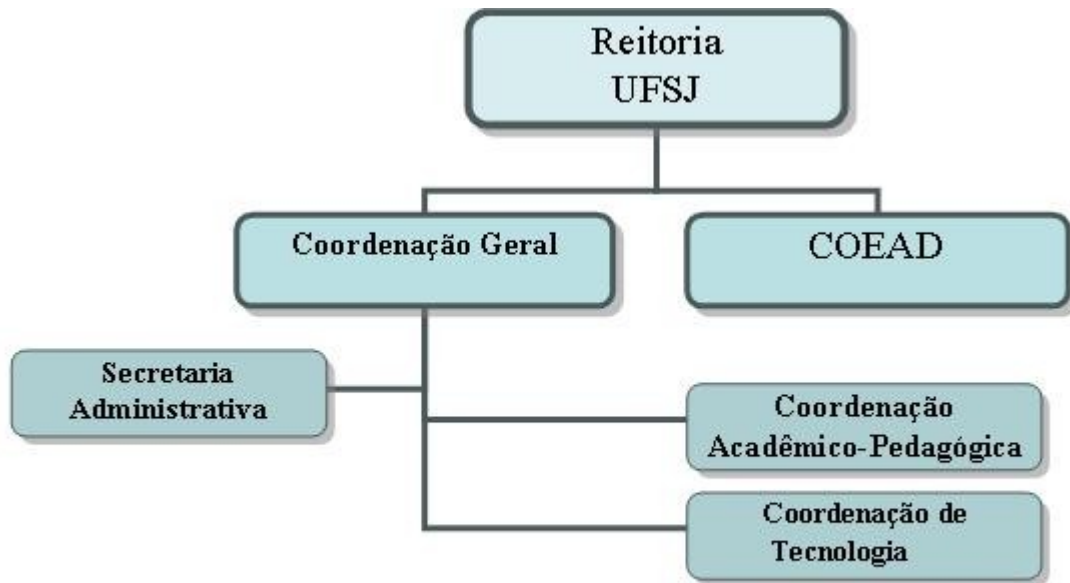 Reitoria
UFSJ
Coordenação Geral
COEAD
Secretaria
Administrativa
Coordenação
Acadêmico-Pedagógica
Coordenação de
Tecnologia